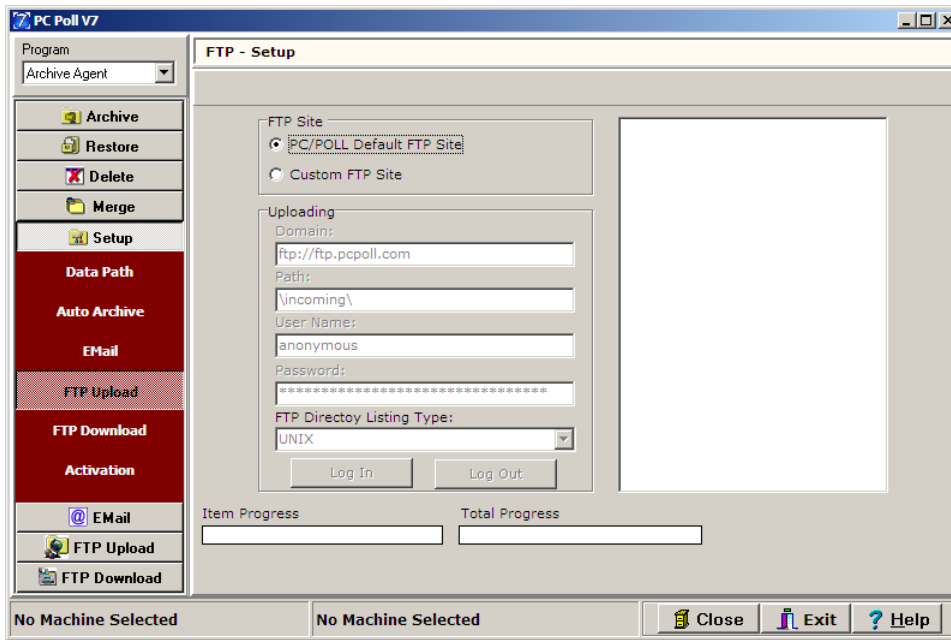 PC Poll V7
Program
Archive Agent
Archive
Restore
Delete
Merge
Setup
Data Path
Auto Archive
EMail
FTP Upload
FTP Download
Activation
EMail
FTP Upload
FTP Download
FTP - Setup
FTP Site
PC/POLL Default FTP Site
Custom FTP Site
Uploading
Domain:
ftp://ftp.pcpoll.com
Path:
\incoming\
User Name:
anonymous
Password:
********************************
FTP Directoy Listing Type:
UNIX
Log In Log Out
Item Progress Total Progress
No Machine Selected No Machine Selected Close Exit ? Help